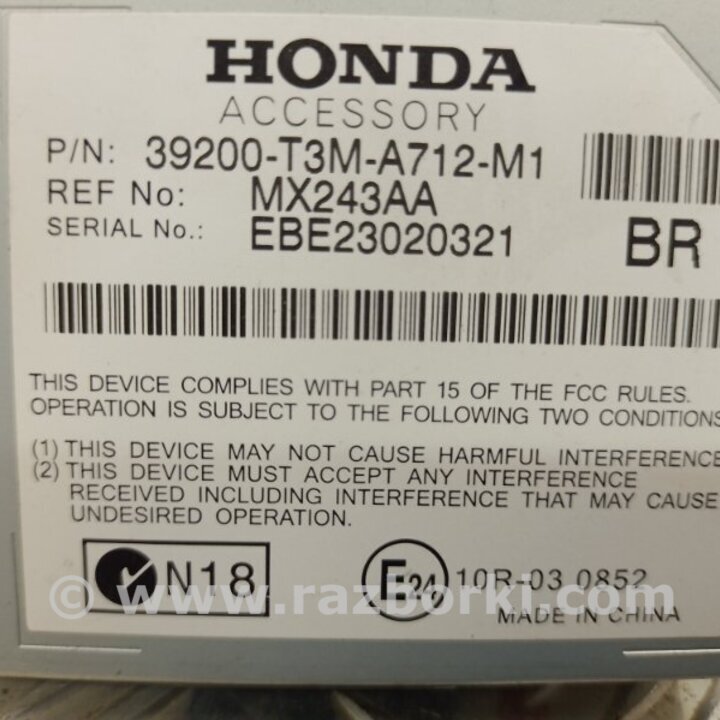 HONDA
ACCESSORY
P/N: 39200-T3M-A712-M1
REF No: MX243AA
SERIAL No.: EBE23020321
BR
THIS DEVICE COMPLIES WITH PART 15 OF THE FCC RULES.
OPERATION IS SUBJECT TO THE FOLLOWING TWO CONDITIONS
(1) THIS DEVICE MAY NOT CAUSE HARMFUL INTERFERENCE
(2) THIS DEVICE MUST ACCEPT ANY INTERFERENCE
RECEIVED INCLUDING INTERFERENCE THAT MAY CAUSE
UNDESIRED OPERATION.
N18 E24 10R-03 0852
© www.razborki.com
MADE IN CHINA